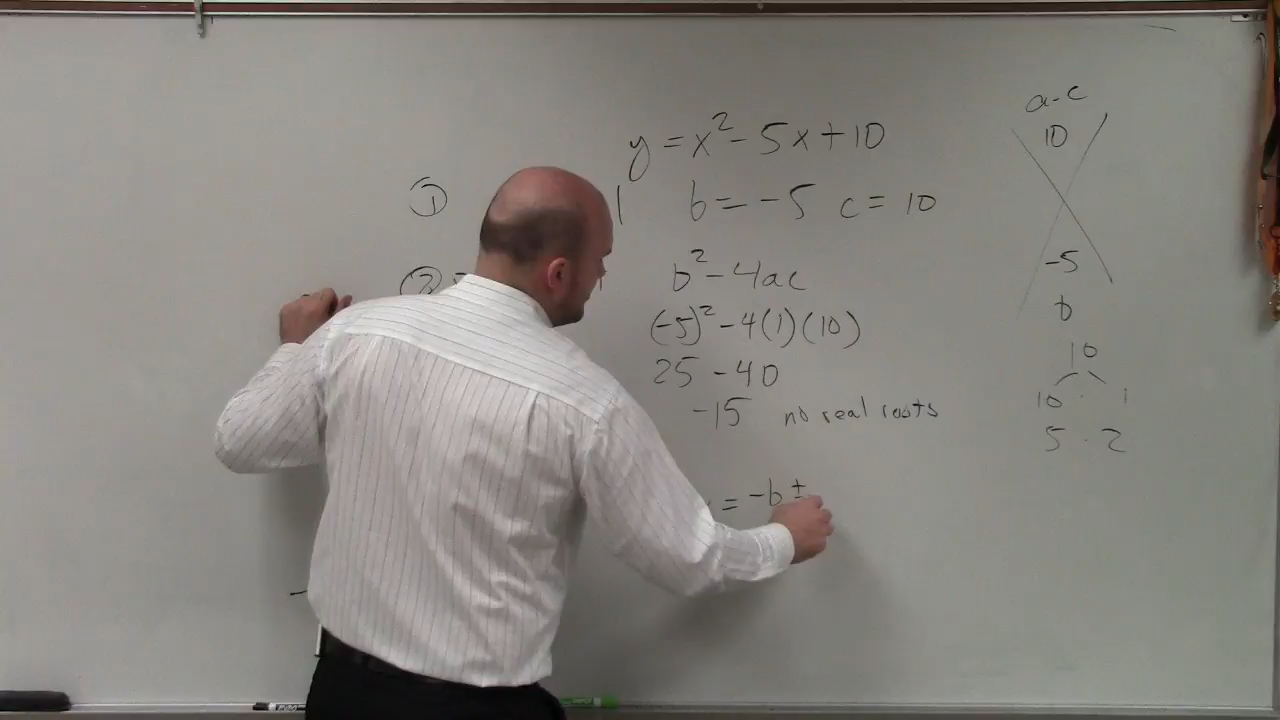 y = x² - 5x + 10
① 1 b = -5 c = 10
②
b² - 4ac
(-5)² - 4(1)(10)
25 - 40
-15 no real roots
= -b ±
a·c
10
-5
b
10
10 · 1
5 · 2